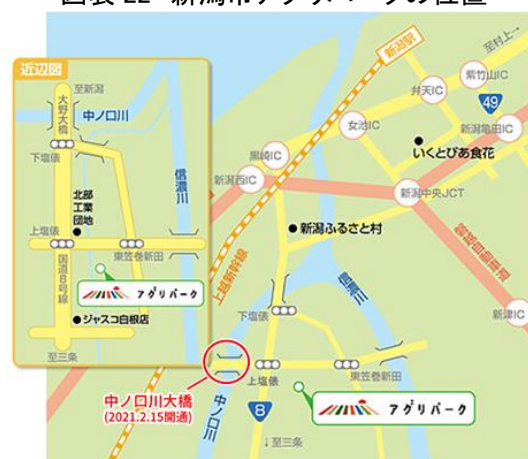 図表 22 新潟市アグリパークの位置
近辺図
至新潟
大野大橋
中ノ口川
下塩俵
信濃川
北部
工業
団地
上塩俵
東笠巻新田
国道8号線
アグリパーク
ジャスコ白根店
至三条
新潟駅
至村上→
紫竹山IC
弁天IC
49
女池IC
新潟亀田IC
いくとぴあ食花
黒崎IC
新潟西IC
新潟中央JCT
新潟ふるさと村
上越新幹線
磐越自動車道
信濃川
新津IC
下塩俵
上塩俵
東笠巻新田
中ノ口川大橋
(2021.2.15開通)
中ノ口川
8
アグリパーク
↓至三条